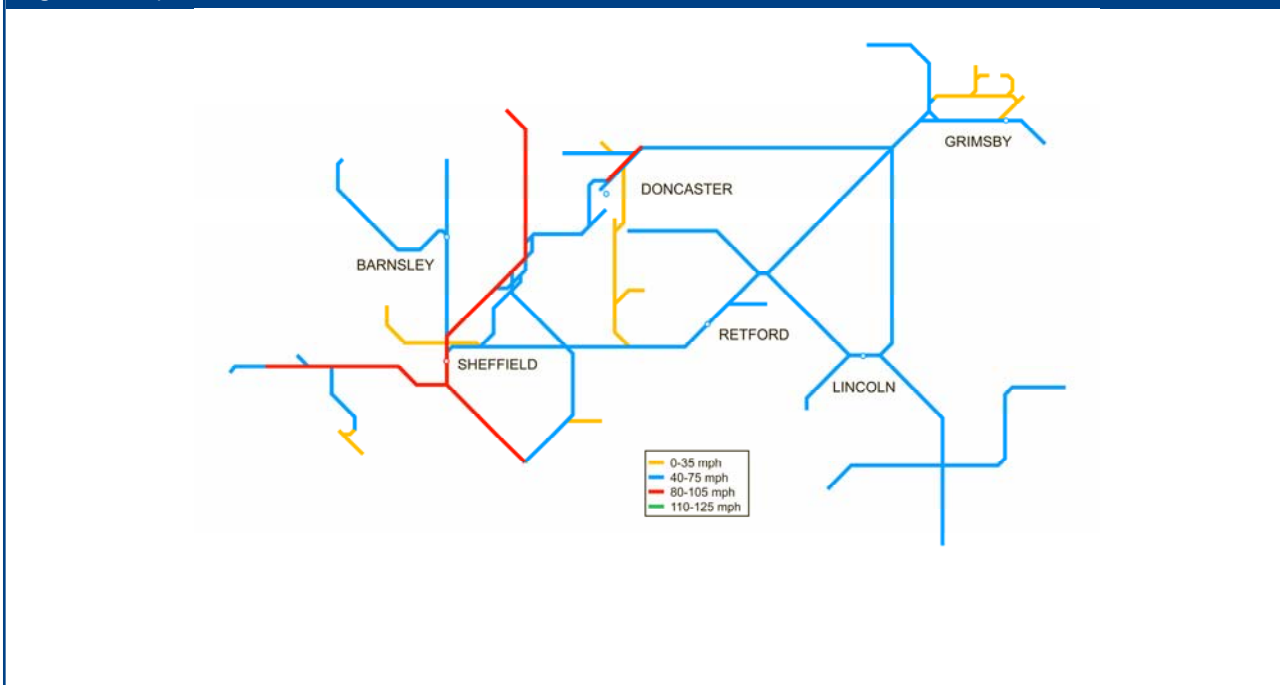 GRIMSBY
DONCASTER
BARNSLEY
RETFORD
SHEFFIELD
LINCOLN
0-35 mph
40-75 mph
80-105 mph
110-125 mph